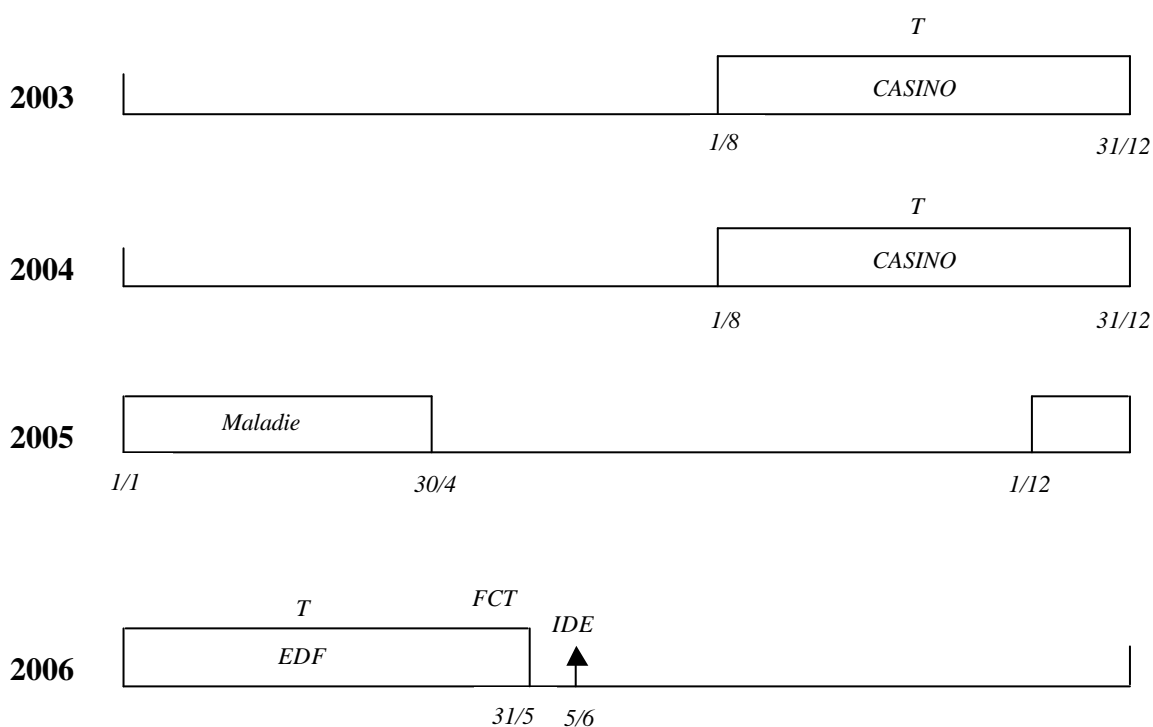 T
2003 CASINO
1/8 31/12
T
2004 CASINO
1/8 31/12
2005 Maladie
1/1 30/4 1/12
T FCT IDE
2006 EDF
31/5 5/6